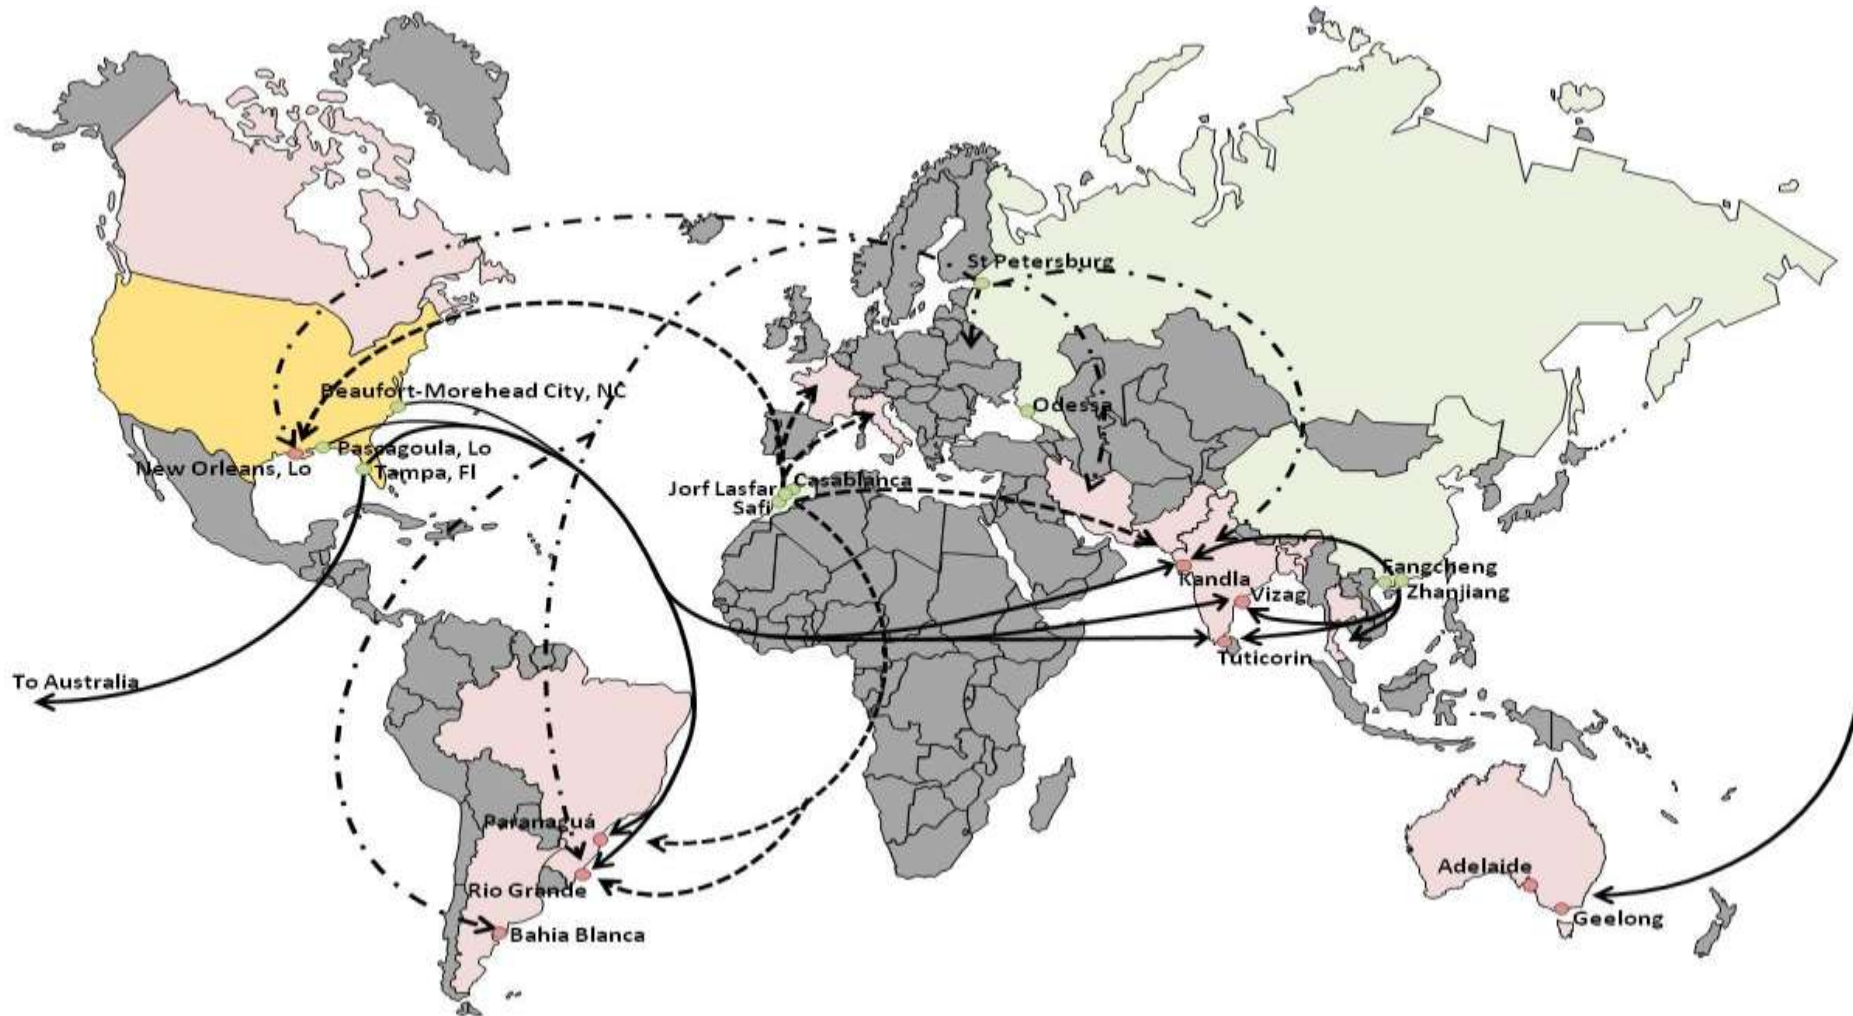 St Petersburg
Beaufort-Morehead City, NC
Odessa
Pascagoula, Lo
New Orleans, Lo
Tampa, Fl
Casablanca
Jorf Lasfar
Safi
Fangcheng
Kandla
Zhanjiang
Vizag
Tuticorin
To Australia
Paranaguá
Adelaide
Rio Grande
Geelong
Bahia Blanca